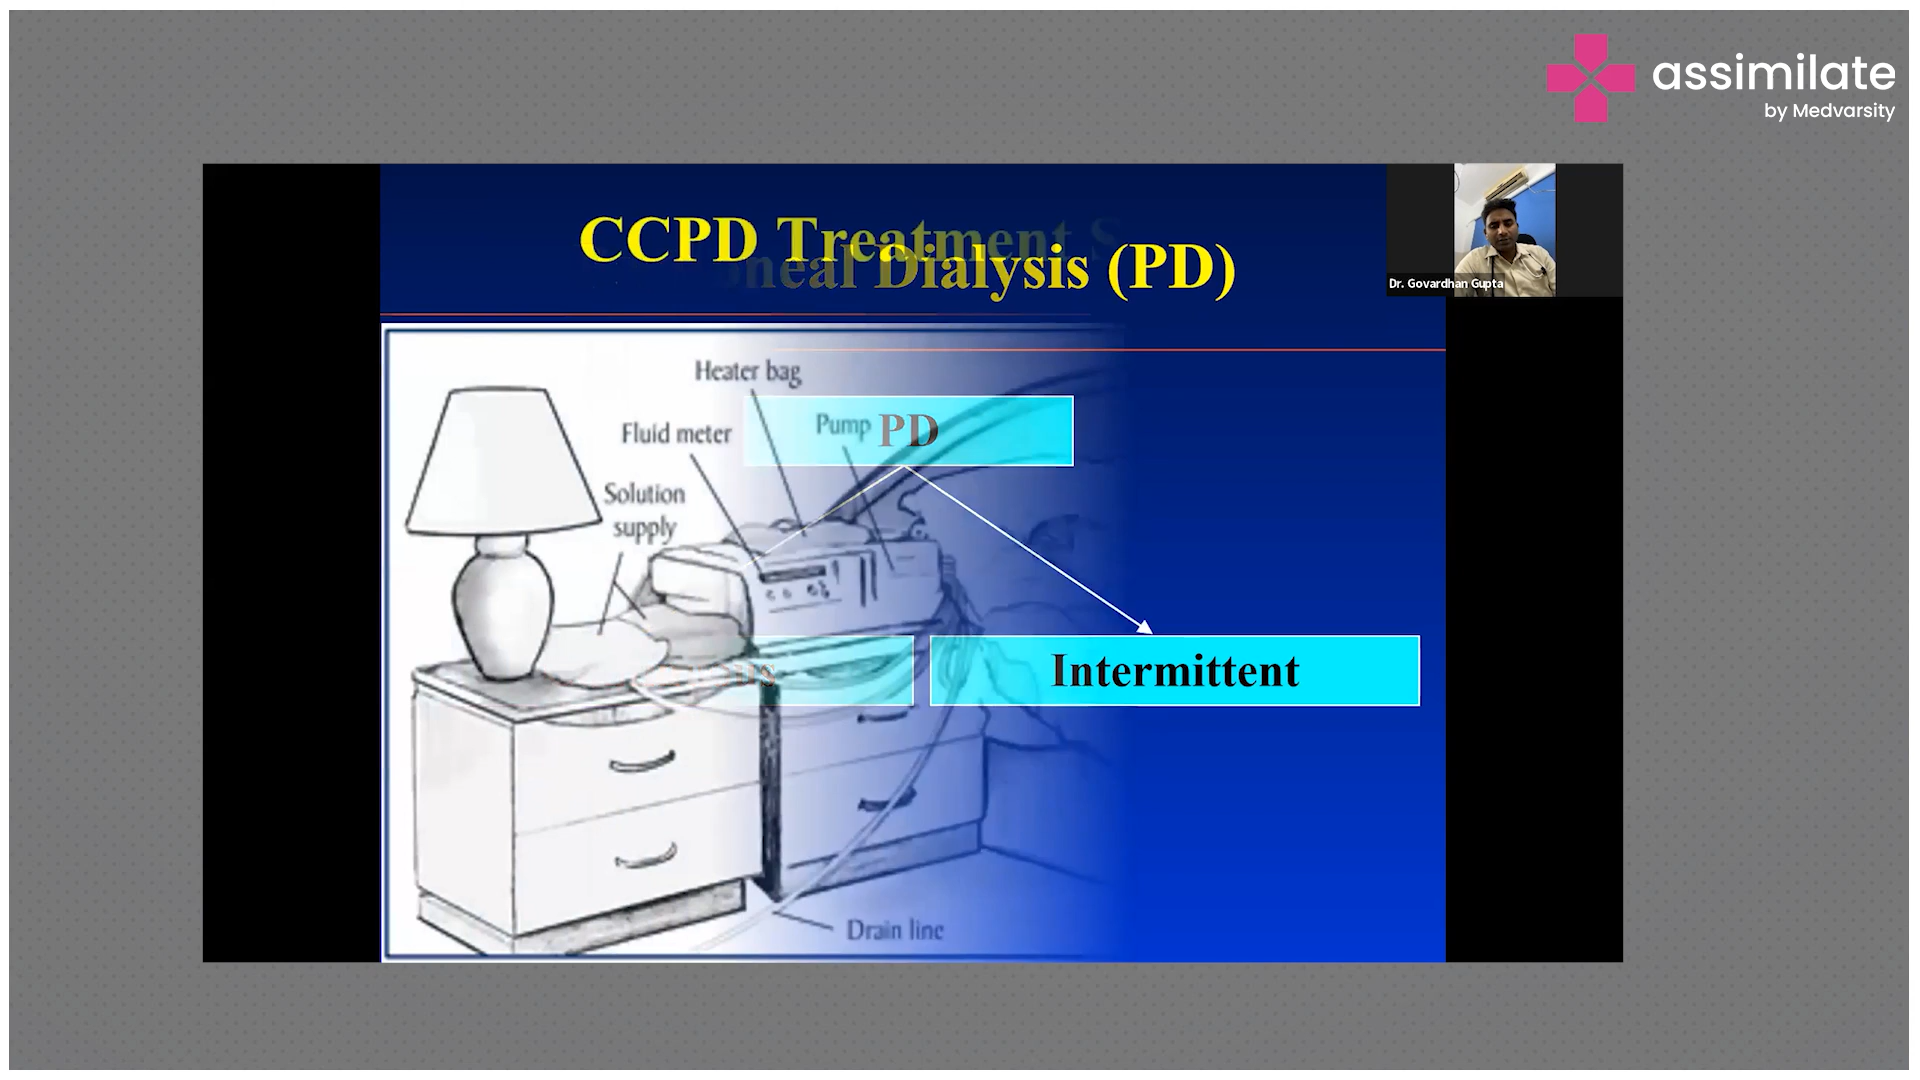 assimilate
by Medvarsity
CCPD Treatment S
neal Dialysis (PD)
Dr. Govardhan Gupta
Heater bag
Fluid meter
Pump
PD
Solution
supply
us
Intermittent
Drain line